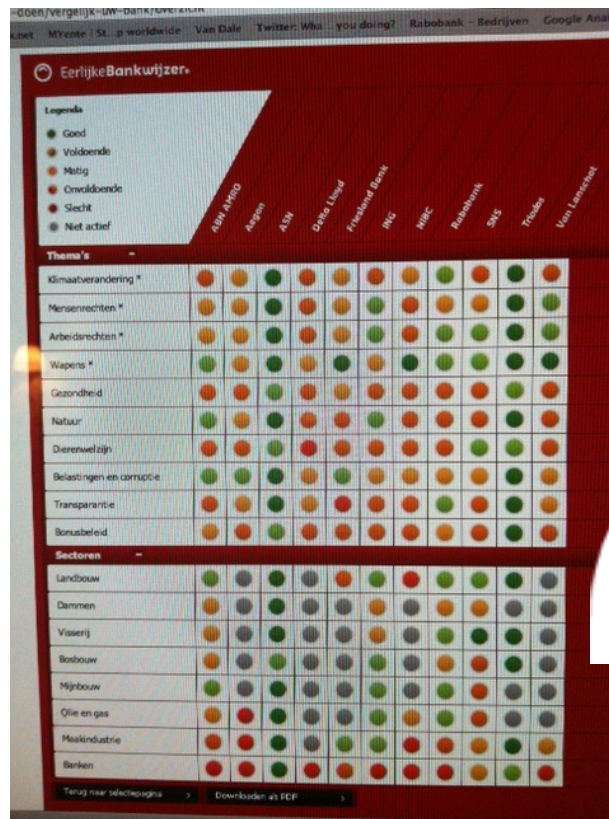 -doen/vergelijk-uw-bank/overzicht
x.net MYente | St...p worldwide Van Dale Twitter: Wha... you doing? Rabobank - Bedrijven Google Ana
EerlijkeBankwijzer
Legenda
Goed
Voldoende
Matig
Onvoldoende
Slecht
Niet actief
ABN AMRO
Aegon
ASN
Delta Lloyd
Friesland Bank
ING
NIBC
Rabobank
SNS
Triodos
Van Lanschot
Thema's -
Klimaatverandering *
Mensenrechten *
Arbeidsrechten *
Wapens *
Gezondheid
Natuur
Dierenwelzijn
Belastingen en corruptie
Transparantie
Bonusbeleid
Sectoren -
Landbouw
Dammen
Visserij
Bosbouw
Mijnbouw
Olie en gas
Maakindustrie
Banken
Terug naar selectiepagina > Downloaden als PDF >